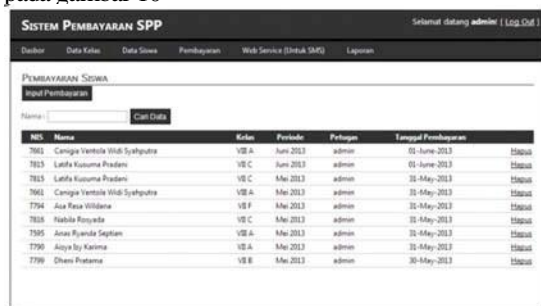 pada gambar 10
SISTEM PEMBAYARAN SPP
Selamat datang admin! [ Log Out ]
Dasbor Data Kelas Data Siswa Pembayaran Web Service (Untuk SMS) Laporan
PEMBAYARAN SISWA
Input Pembayaran
Nama : Cari Data
NIS Nama Kelas Periode Petugas Tanggal Pembayaran
7661 Canigia Ventola Widi Syahputra VIII A Juni 2013 admin 01-June-2013 Hapus
7815 Latifa Kusuma Pradani VII C Juni 2013 admin 01-June-2013 Hapus
7815 Latifa Kusuma Pradani VII C Mei 2013 admin 31-May-2013 Hapus
7661 Canigia Ventola Widi Syahputra VIII A Mei 2013 admin 31-May-2013 Hapus
7794 Asa Resa Wildana VII F Mei 2013 admin 31-May-2013 Hapus
7816 Nabila Rosyada VII C Mei 2013 admin 31-May-2013 Hapus
7595 Anas Ryanda Septian VIII A Mei 2013 admin 31-May-2013 Hapus
7790 Aisya Izy Karima VII A Mei 2013 admin 31-May-2013 Hapus
7799 Dheni Pratama VII B Mei 2013 admin 30-May-2013 Hapus